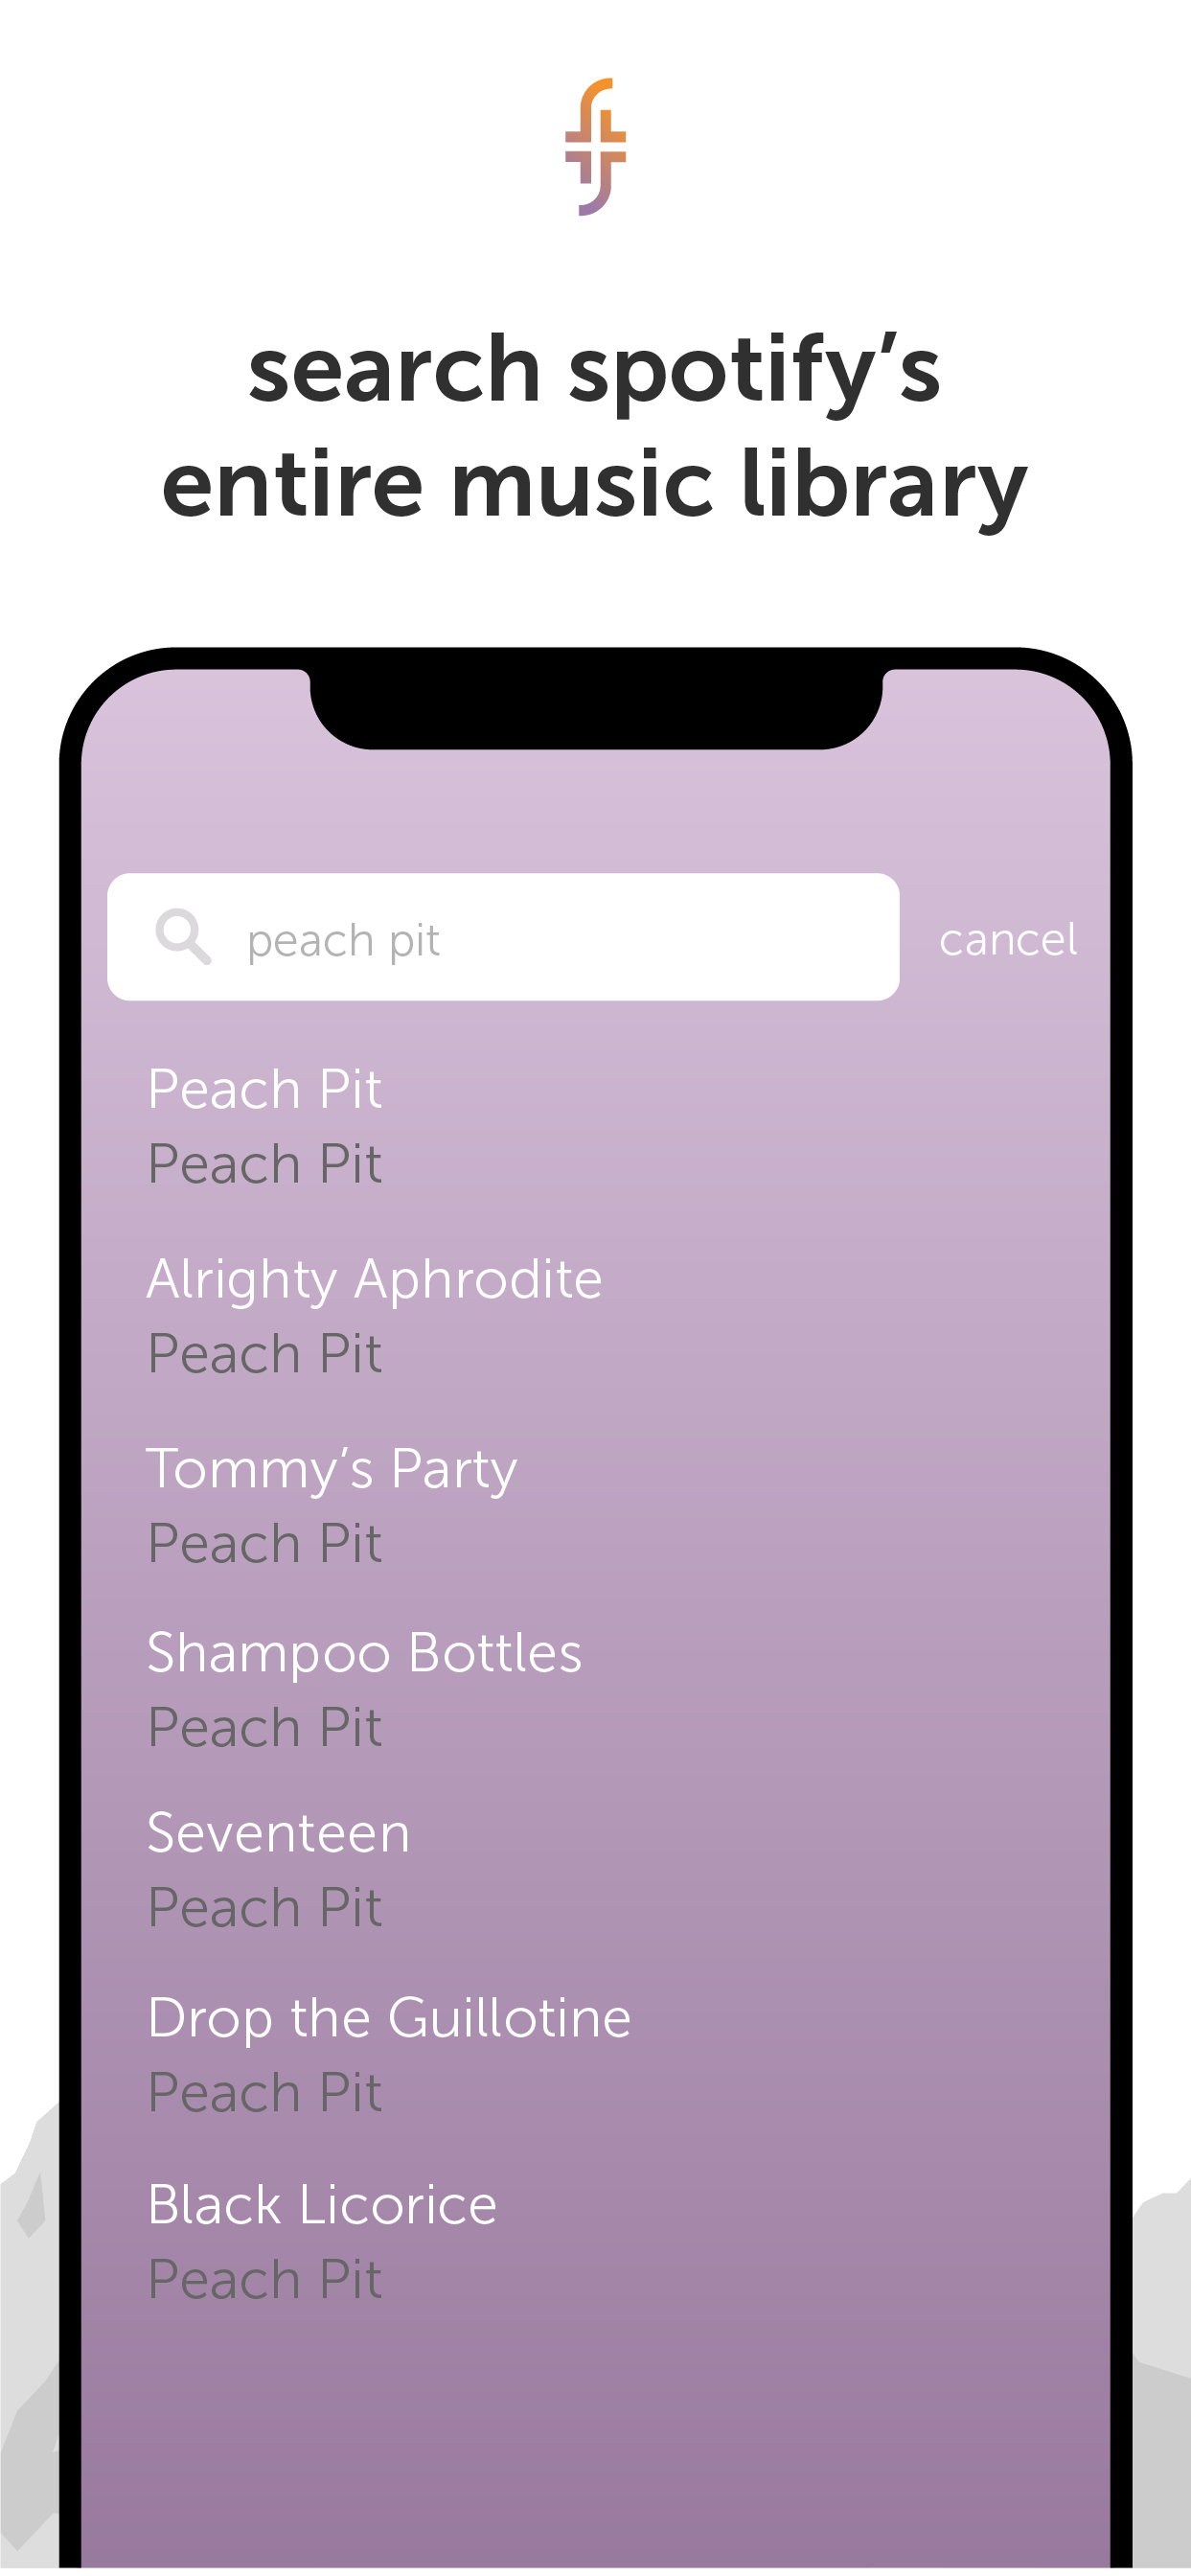 search spotify’s
entire music library
peach pit
cancel
Peach Pit
Peach Pit
Alrighty Aphrodite
Peach Pit
Tommy’s Party
Peach Pit
Shampoo Bottles
Peach Pit
Seventeen
Peach Pit
Drop the Guillotine
Peach Pit
Black Licorice
Peach Pit